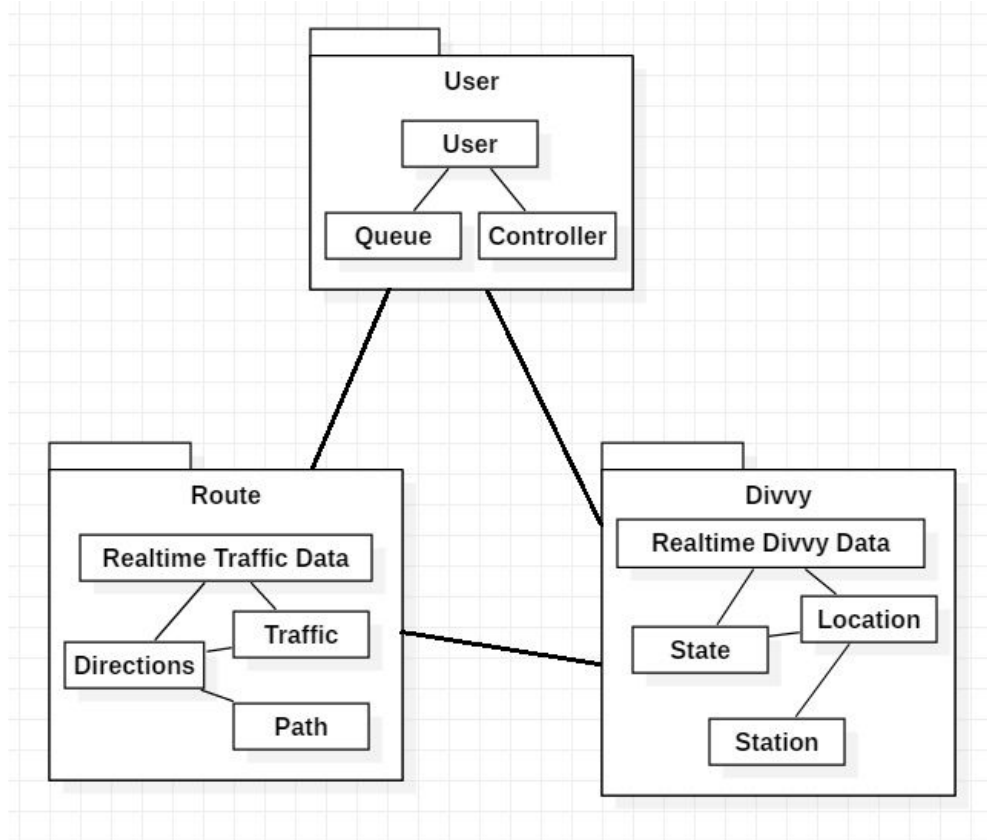 User
User
Queue
Controller
Route
Realtime Traffic Data
Traffic
Directions
Path
Divvy
Realtime Divvy Data
Location
State
Station